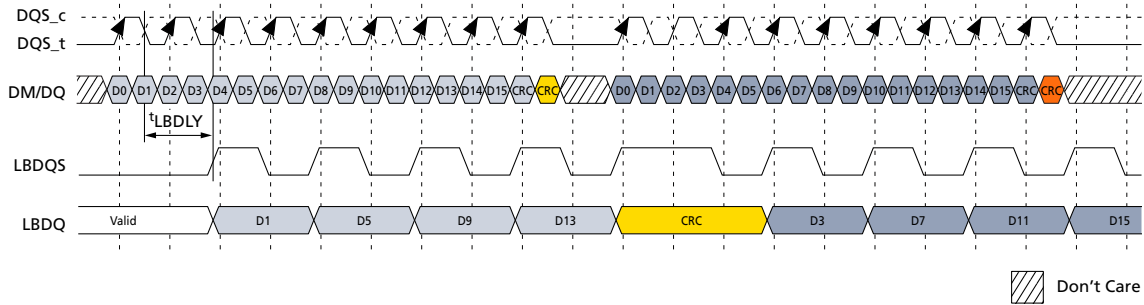 DQS_c
DQS_t
DM/DQ D0 D1 D2 D3 D4 D5 D6 D7 D8 D9 D10 D11 D12 D13 D14 D15 CRC CRC D0 D1 D2 D3 D4 D5 D6 D7 D8 D9 D10 D11 D12 D13 D14 D15 CRC CRC
tLBDLY
LBDQS
LBDQ Valid D1 D5 D9 D13 CRC D3 D7 D11 D15
Don't Care